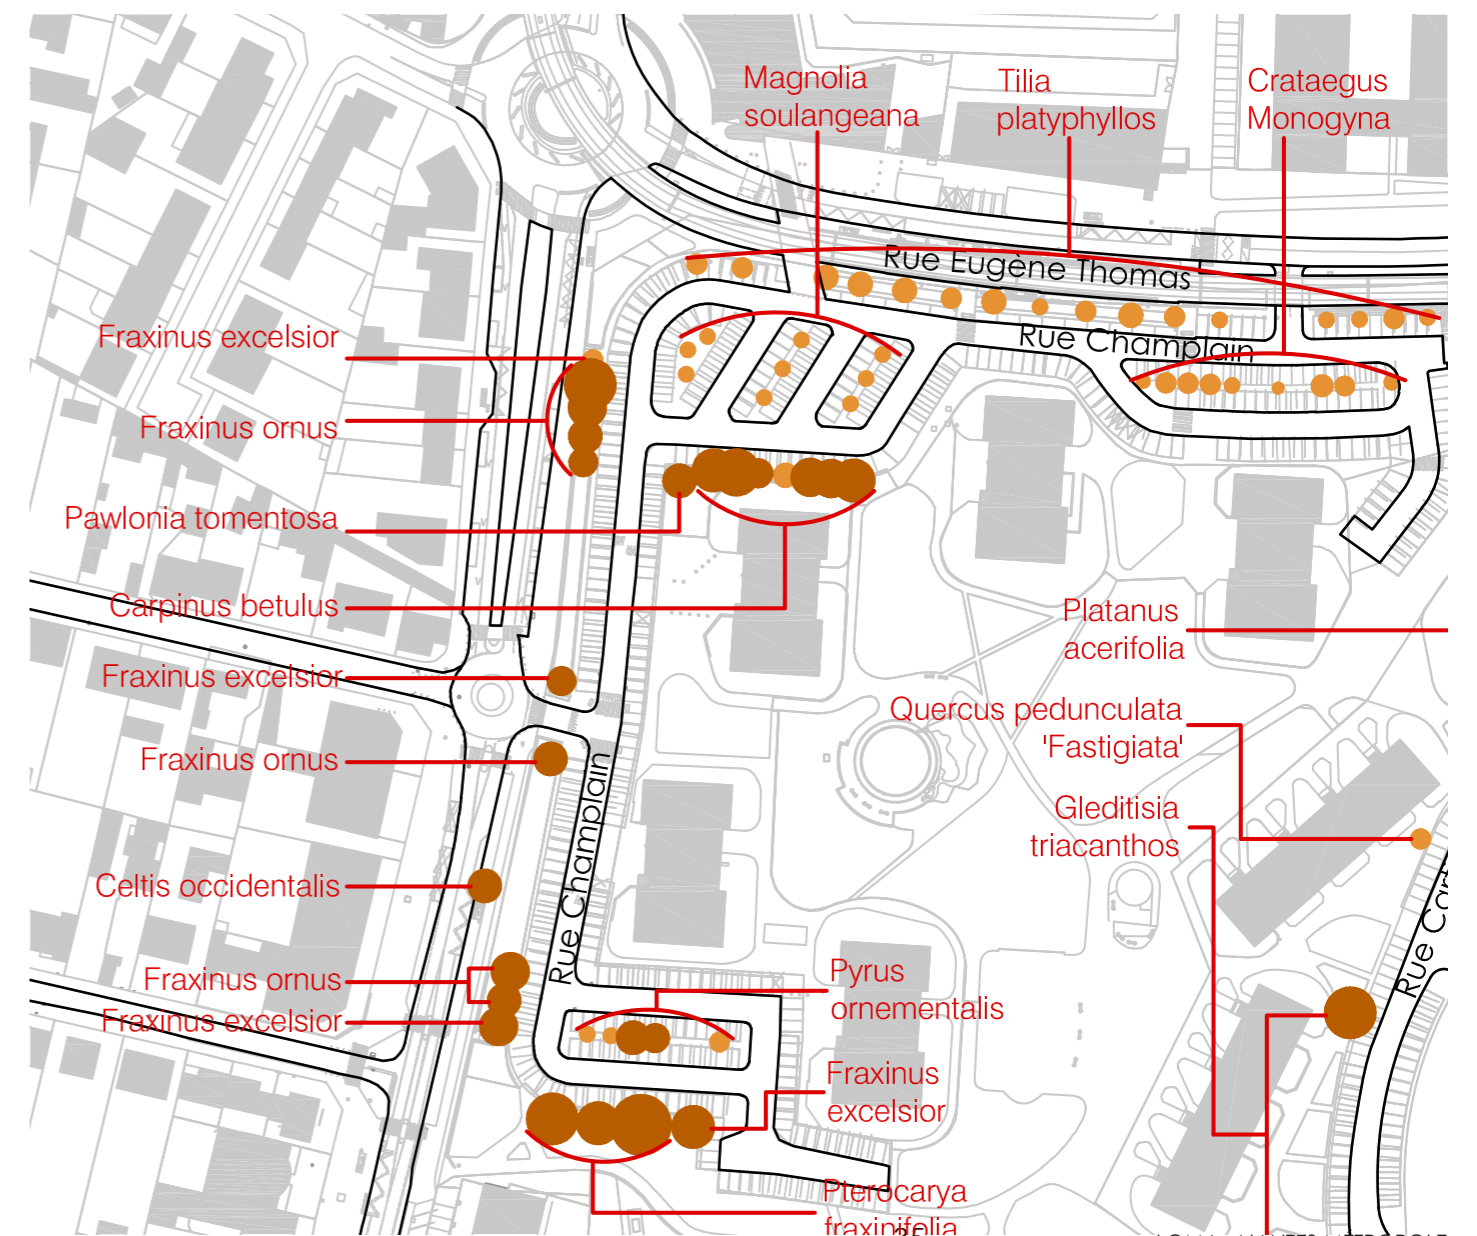 Magnolia
soulangeana
Tilia
platyphyllos
Crataegus
Monogyna
Rue Eugène Thomas
Rue Champlain
Fraxinus excelsior
Fraxinus ornus
Pawlonia tomentosa
Carpinus betulus
Fraxinus excelsior
Fraxinus ornus
Celtis occidentalis
Fraxinus ornus
Fraxinus excelsior
Rue Champlain
Platanus
acerifolia
Quercus pedunculata
'Fastigiata'
Gleditisia
triacanthos
Pyrus
ornementalis
Fraxinus
excelsior
Pterocarya
fraxinifolia
Rue